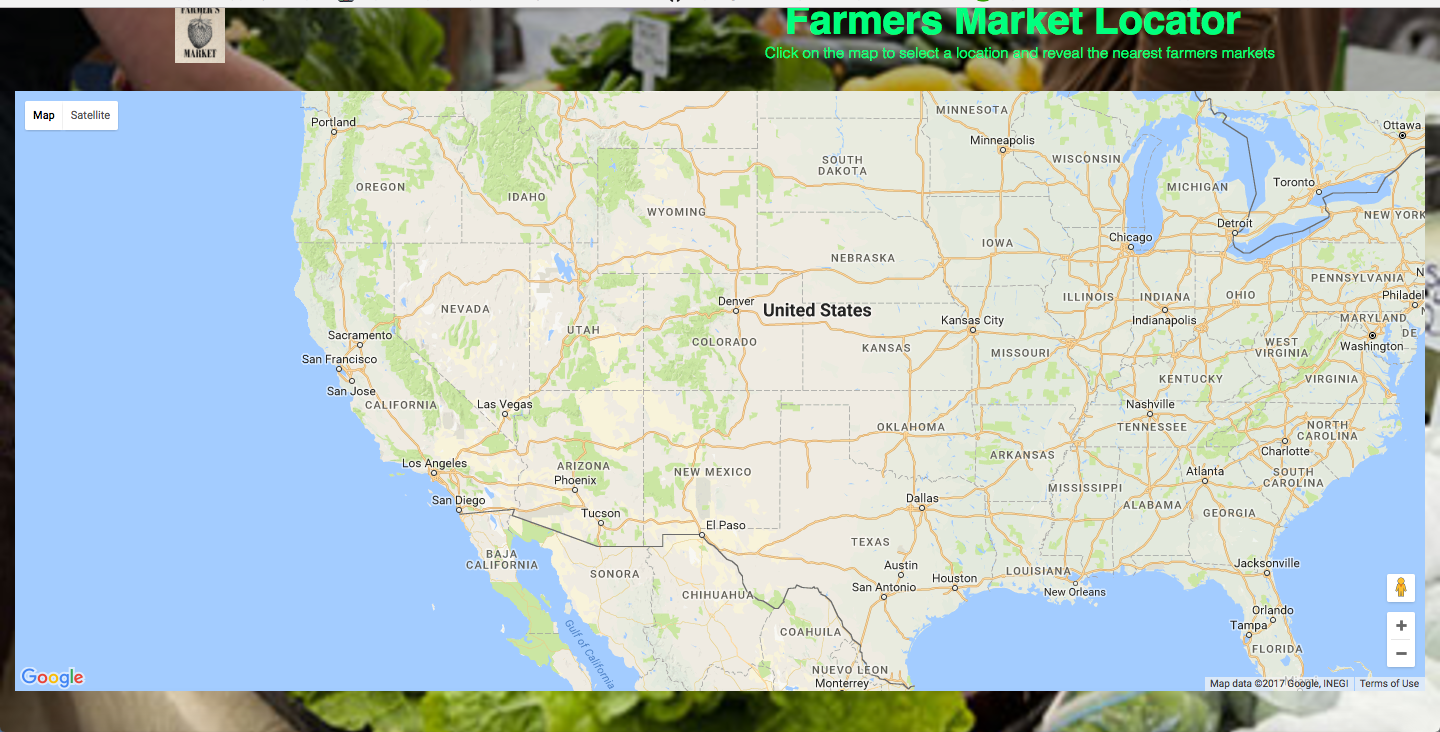 FARMER'S
MARKET
Farmers Market Locator
Click on the map to select a location and reveal the nearest farmers markets
Map
Satellite
Portland
MINNESOTA
Ottawa
Minneapolis
SOUTH
DAKOTA
WISCONSIN
OREGON
IDAHO
MICHIGAN
Toronto
WYOMING
NEW YORK
Detroit
Chicago
IOWA
NEBRASKA
PENNSYLVANIA
N
NEVADA
Denver
United States
ILLINOIS
INDIANA
OHIO
Philadel
Sacramento
UTAH
COLORADO
Kansas City
Indianapolis
MARYLAND
N
DE
San Francisco
KANSAS
MISSOURI
WEST
VIRGINIA
Washington
San Jose
KENTUCKY
VIRGINIA
CALIFORNIA
Las Vegas
Nashville
OKLAHOMA
TENNESSEE
NORTH
CAROLINA
Charlotte
Los Angeles
ARIZONA
Phoenix
NEW MEXICO
ARKANSAS
Atlanta
SOUTH
CAROLINA
San Diego
Dallas
MISSISSIPPI
ALABAMA
GEORGIA
Tucson
El Paso
TEXAS
BAJA
CALIFORNIA
SONORA
Austin
LOUISIANA
Jacksonville
San Antonio
Houston
New Orleans
CHIHUAHUA
Orlando
Tampa
COAHUILA
FLORIDA
Gulf of California
NUEVO LEON
Monterrey
+
−
Google
Map data ©2017 Google, INEGI
Terms of Use